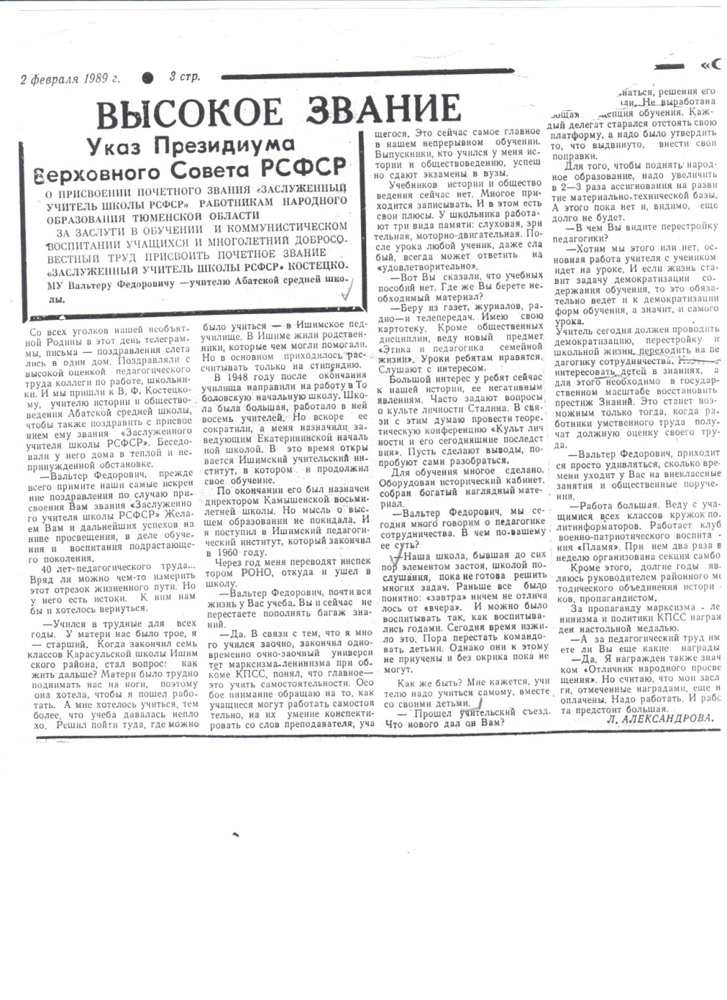 2 февраля 1989 г. ● 3 стр.
«С
ВЫСОКОЕ ЗВАНИЕ
Указ Президиума
Верховного Совета РСФСР
О ПРИСВОЕНИИ ПОЧЕТНОГО ЗВАНИЯ «ЗАСЛУЖЕННЫЙ
УЧИТЕЛЬ ШКОЛЫ РСФСР» РАБОТНИКАМ НАРОДНОГО
ОБРАЗОВАНИЯ ТЮМЕНСКОЙ ОБЛАСТИ
ЗА ЗАСЛУГИ В ОБУЧЕНИИ И КОММУНИСТИЧЕСКОМ
ВОСПИТАНИИ УЧАЩИХСЯ И МНОГОЛЕТНИЙ ДОБРОСО-
ВЕСТНЫЙ ТРУД ПРИСВОИТЬ ПОЧЕТНОЕ ЗВАНИЕ
«ЗАСЛУЖЕННЫЙ УЧИТЕЛЬ ШКОЛЫ РСФСР» КОСТЕЦКО-
МУ Вальтеру Федоровичу —учителю Абатской средней шко-
лы.
Со всех уголков нашей необъят-
ной Родины в этот день телеграм-
мы, письма — поздравления слета
лись в один дом. Поздравляли с
высокой оценкой педагогического
труда коллеги по работе, школьни-
ки. И мы пришли к В. Ф. Костецко-
му, учителю истории и общество-
ведения Абатской средней школы,
чтобы также поздравить с присвое
нием ему звания «Заслуженного
учителя школы РСФСР». Беседо-
вали у него дома в теплой и не-
принужденной обстановке.
—Вальтер Федорович, прежде
всего примите наши самые искрен
ние поздравления по случаю при-
своения Вам звания «Заслуженно
го учителя школы РСФСР» Желаем Вам и дальнейших успехов на
ниве просвещения, в деле обуче-
ния и воспитания подрастающе-
го поколения.
40 лет-педагогического труда...
Вряд ли можно чем-то измерить
этот отрезок жизненного пути. Но
у него есть истоки. К ним нам
бы и хотелось вернуться.
—Учился в трудные для всех
годы. У матери нас было трое, я
— старший. Когда закончил семь
классов Карасульской школы Ишим
ского района, стал вопрос: как
жить дальше? Матери было трудно
поднимать нас на ноги, поэтому
она хотела, чтобы я пошел рабо-
тать. А мне хотелось учиться, тем
более, что учеба давалась непло
хо. Решил пойти туда, где можно
было учиться — в Ишимское пед-
училище. В Ишиме жили родствен-
ники, которые чем могли помогали.
Но в основном приходилось рас-
считывать только на стипендию.
В 1948 году после окончания
училища направили на работу в То
боловскую начальную школу. Шко-
ла была большая, работало в ней
восемь учителей. Но вскоре ее
сократили, а меня назначили за-
ведующим Екатерининской началь
ной школой. В это время откры
вается Ишимский учительский ин-
ститут, в котором и продолжил
свое обучение.
По окончании его был назначен
директором Камышенской восьми-
летней школы. Но мысль о выс-
шем образовании не покидала. И
я поступил в Ишимский педагоги-
ческий институт, который закончил
в 1960 году.
Через год меня переводят инспек
тором РОНО, откуда и ушел в
школу.
—Вальтер Федорович, почти вся
жизнь у Вас учеба. Вы и сейчас не
перестаете пополнять багаж зна-
ний.
—Да. В связи с тем, что я мно
го учился заочно, закончил одно-
временно очно-заочный универси
тет марксизма-ленинизма при об-
коме КПСС, понял, что главное—
это учить самостоятельности. Осо
бое внимание обращаю на то, как
учащиеся могут работать самостоя
тельно, на их умение конспекти-
ровать со слов преподавателя, уча
щегося. Это сейчас самое главное
в нашем непрерывном обучении.
Выпускники, кто учился у меня ис-
тории и обществоведению, успеш
но сдают экзамены в вузы.
Учебников истории и общество
ведения сейчас нет. Многое при-
ходится записывать. И в этом есть
свои плюсы. У школьника работа-
ют три вида памяти: слуховая, зри
тельная, моторно-двигательная. По-
сле урока любой ученик, даже сла
бый, всегда может ответить на
«удовлетворительно».
—Вот Вы сказали, что учебных
пособий нет. Где же Вы берете не-
обходимый материал?
—Беру из газет, журналов, ра-
дио—и телепередач. Имею свою
картотеку. Кроме общественных
дисциплин, веду новый предмет
«Этика и педагогика семейной
жизни». Уроки ребятам нравятся.
Слушают с интересом.
Большой интерес у ребят сейчас
к нашей истории, ее негативным
явлениям. Часто задают вопросы
о культе личности Сталина. В свя-
зи с этим думаю провести теоре-
тическую конференцию «Культ лич
ности и его сегодняшние последст
вия». Пусть сделают выводы, по-
пробуют сами разобраться.
Для обучения многое сделано.
Оборудован исторический кабинет,
собран богатый наглядный мате-
риал.
—Вальтер Федорович, мы се-
годня много говорим о педагогике
сотрудничества. В чем по-вашему
ее суть?
—Наша школа, бывшая до сих
пор элементом застоя, школой по-
слушания, пока не готова решить
многих задач. Раньше все было
понятно: «завтра» ничем не отлича
лось от «вчера». И можно было
воспитывать так, как воспитыва-
лись годами. Сегодня время изжи-
ло это. Пора перестать командо-
вать детьми. Однако они к этому
не приучены и без окрика пока не
могут.
Как же быть? Мне кажется, учи
телю надо учиться самому, вместе
со своими детьми.
— Прошел учительский съезд.
Что нового дал он Вам?
решения его
Не выработана
обучения. Каж-
дый делегат старался отстоять свою
платформу, а надо было утвердить
то, что выдвинуто, внести свои
поправки.
Для того, чтобы поднять народ-
ное образование, надо увеличить
в 2—3 раза ассигнования на разви
тие материально-технической базы.
А этого пока нет и, видимо, еще
долго не будет.
—В чем Вы видите перестройку
педагогики?
—Хотим мы этого или нет, ос-
новная работа учителя с учеником
идет на уроке. И если жизнь ста-
вит задачу демократизации со-
держания обучения, то это обяза-
тельно ведет и к демократизации
форм обучения, а значит, и самого
урока.
Учитель сегодня должен проводить
демократизацию, перестройку и
школьной жизни, переходить на пе
дагогику сотрудничества.
интересовать детей в знаниях, а
для этого необходимо в государ-
ственном масштабе восстановить
престиж Знаний. Это станет воз-
можным только тогда, когда ра-
ботники умственного труда полу-
чат должную оценку своего тру-
да.
—Вальтер Федорович, приходит
ся просто удивляться, сколько вре-
мени уходит у Вас на внеклассные
занятия и общественные поруче-
ния.
—Работа большая. Веду с уча-
щимися всех классов кружок по-
литинформаторов. Работает клуб
военно-патриотического воспита -
ния «Пламя». При нем два раза в
неделю организована секция самбо
Кроме этого, долгие годы яв-
ляюсь руководителем районного ме
тодического объединения истори -
ков, пропагандистом.
За пропаганду марксизма - ле
нинизма и политики КПСС награж
ден настольной медалью.
—А за педагогический труд им
еете ли Вы еще какие награды
—Да. Я награжден также знач
ком «Отличник народного просве
щения». Но считаю, что мои засл
ги, отмеченные наградами, еще н
оплачены. Надо работать. И рабо
та предстоит большая.
Л. АЛЕКСАНДРОВА.